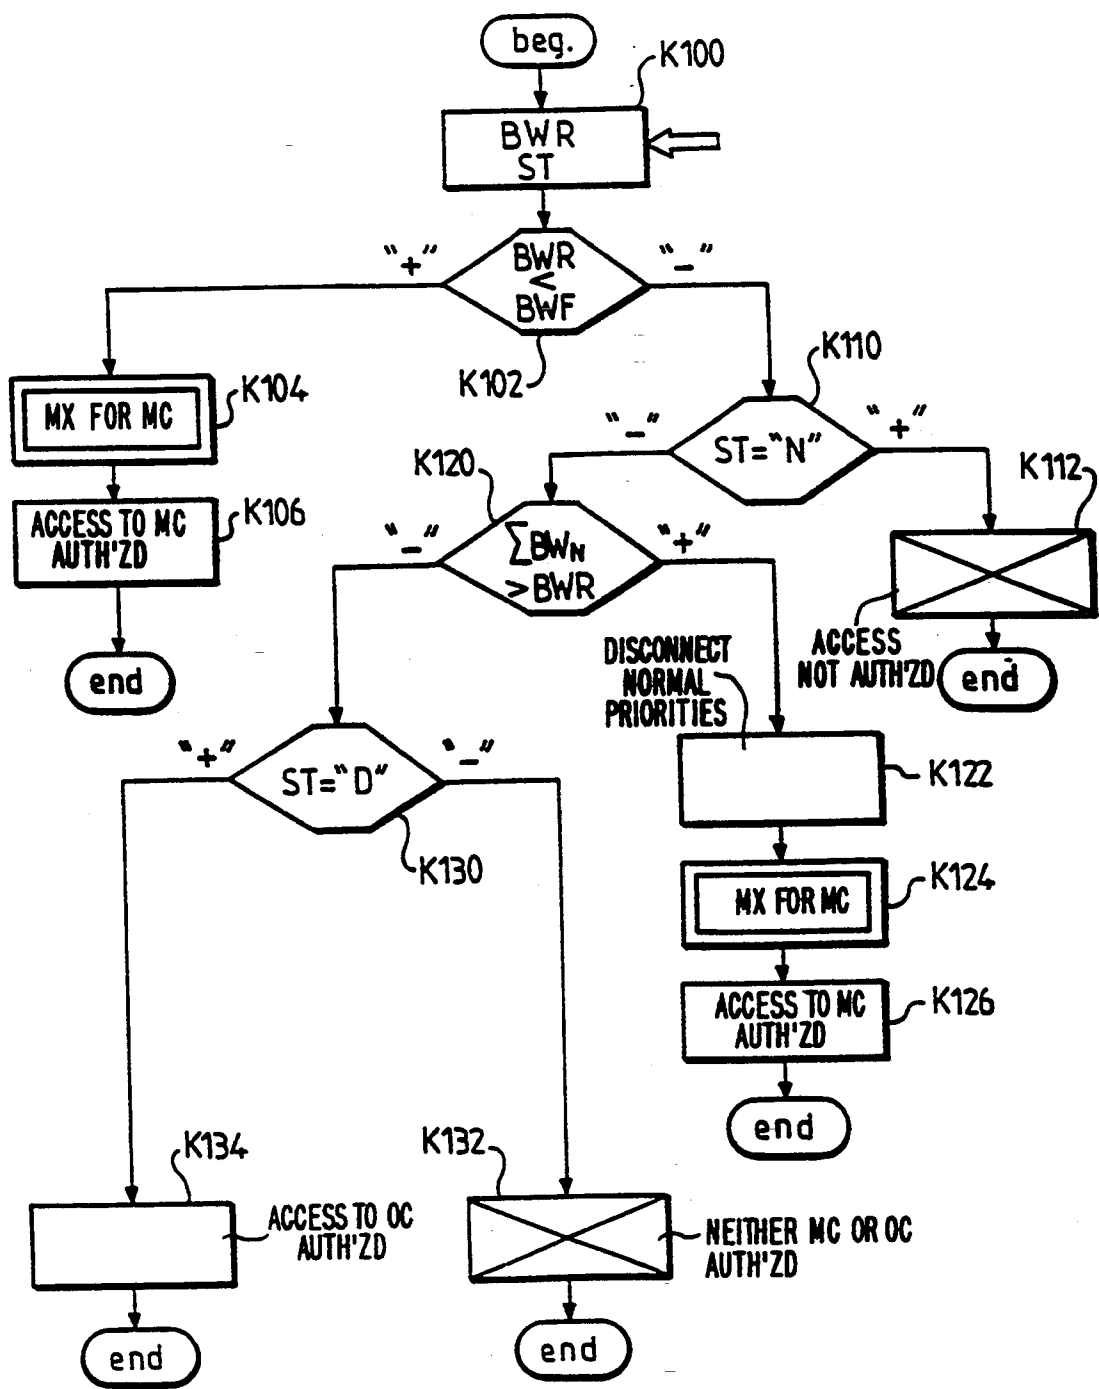 beg.
K100
BWR
ST
"+"
BWR
<
BWF
"-"
K102
K110
K104
MX FOR MC
"-"
ST="N"
"+"
K120
K112
K106
ACCESS TO MC
AUTH'ZD
"-"
ΣBWN
>BWR
"+"
ACCESS
NOT AUTH'ZD
end
end
DISCONNECT
NORMAL
PRIORITIES
"+"
ST="D"
"-"
K122
K130
K124
MX FOR MC
ACCESS TO MC
AUTH'ZD
K126
end
K134
K132
ACCESS TO OC
AUTH'ZD
NEITHER MC OR OC
AUTH'ZD
end
end